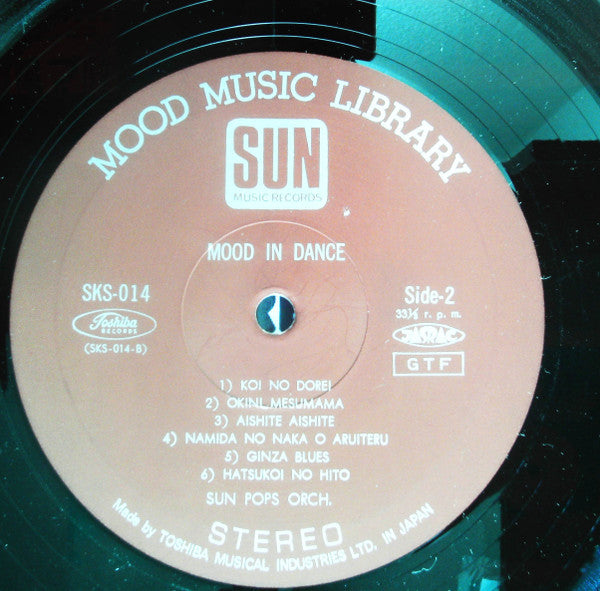 MOOD MUSIC LIBRARY
SUN
MUSIC RECORDS
MOOD IN DANCE
SKS-014
Side-2
33⅓ r. p. m.
Toshiba
RECORDS
JASRAC
(SKS-014-B)
GTF
1) KOI NO DOREI
2) OKINI MESUMAMA
3) AISHITE AISHITE
4) NAMIDA NO NAKA O ARUITERU
5) GINZA BLUES
6) HATSUKOI NO HITO
SUN POPS ORCH.
STEREO
Made by TOSHIBA MUSICAL INDUSTRIES LTD. IN JAPAN